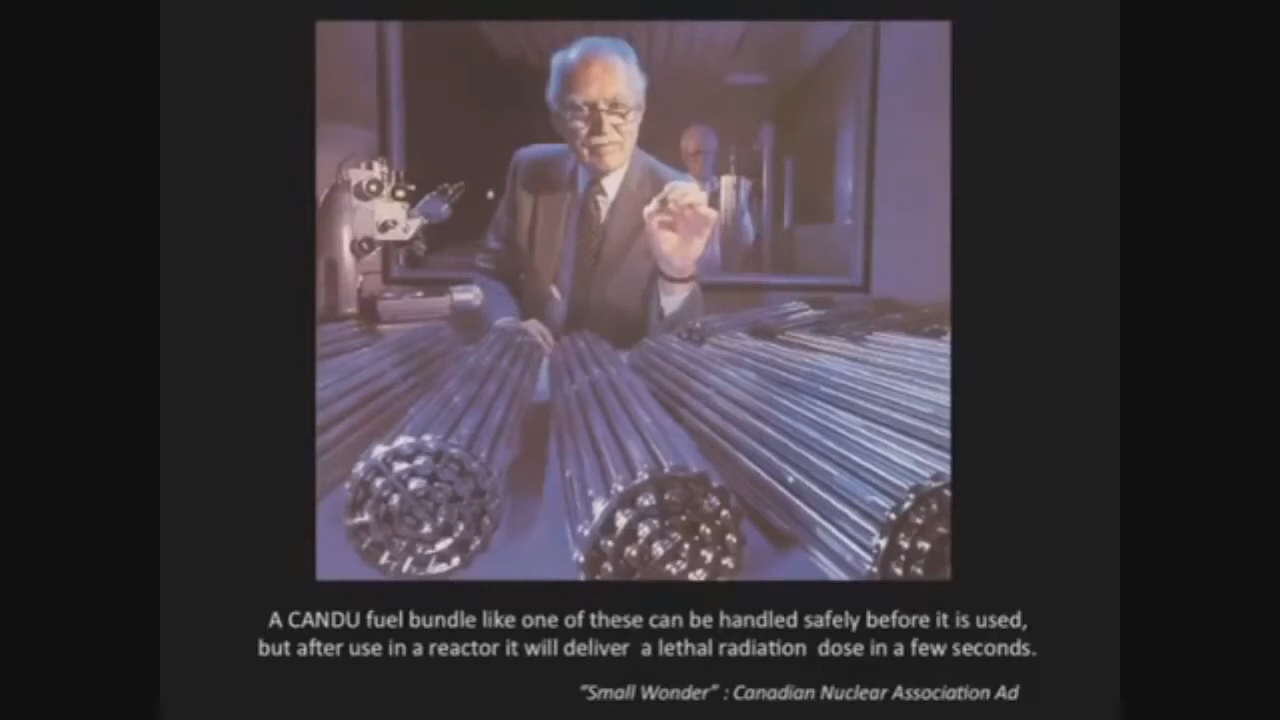 A CANDU fuel bundle like one of these can be handled safely before it is used,
but after use in a reactor it will deliver a lethal radiation dose in a few seconds.
"Small Wonder" : Canadian Nuclear Association Ad